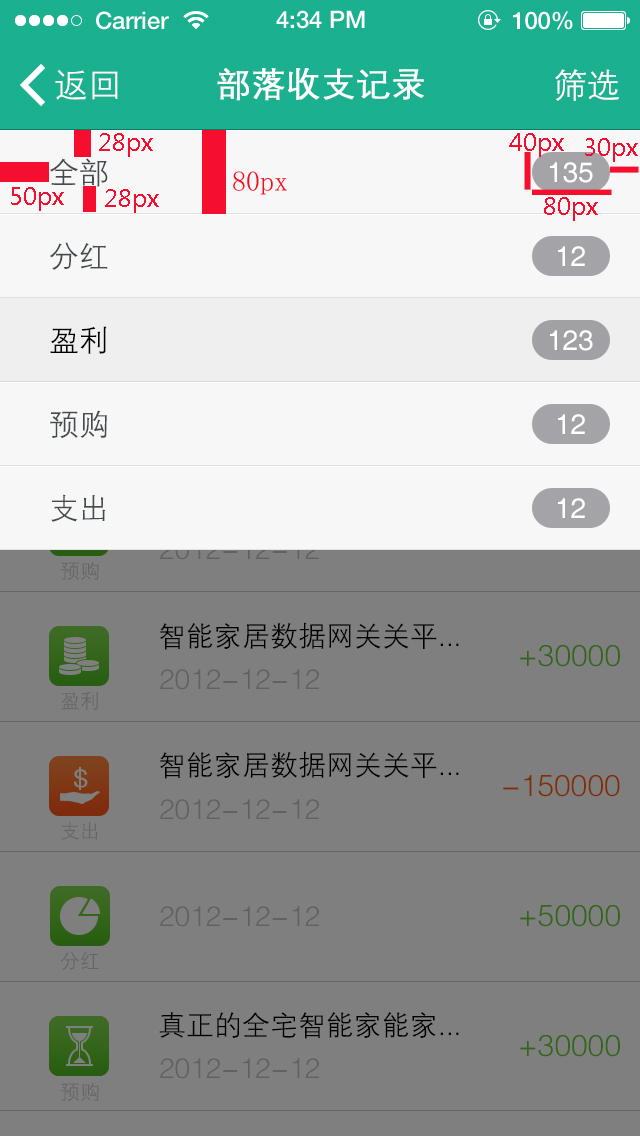 Carrier 4:34 PM 100%
返回 部落收支记录 筛选
28px 40px 30px
全部 80px 135
50px 28px 80px
分红 12
盈利 123
预购 12
支出 12
2012-12-12
预购
智能家居数据网关关平...
+30000
2012-12-12
盈利
智能家居数据网关关平...
-150000
2012-12-12
支出
2012-12-12 +50000
分红
真正的全宅智能家能家...
+30000
2012-12-12
预购